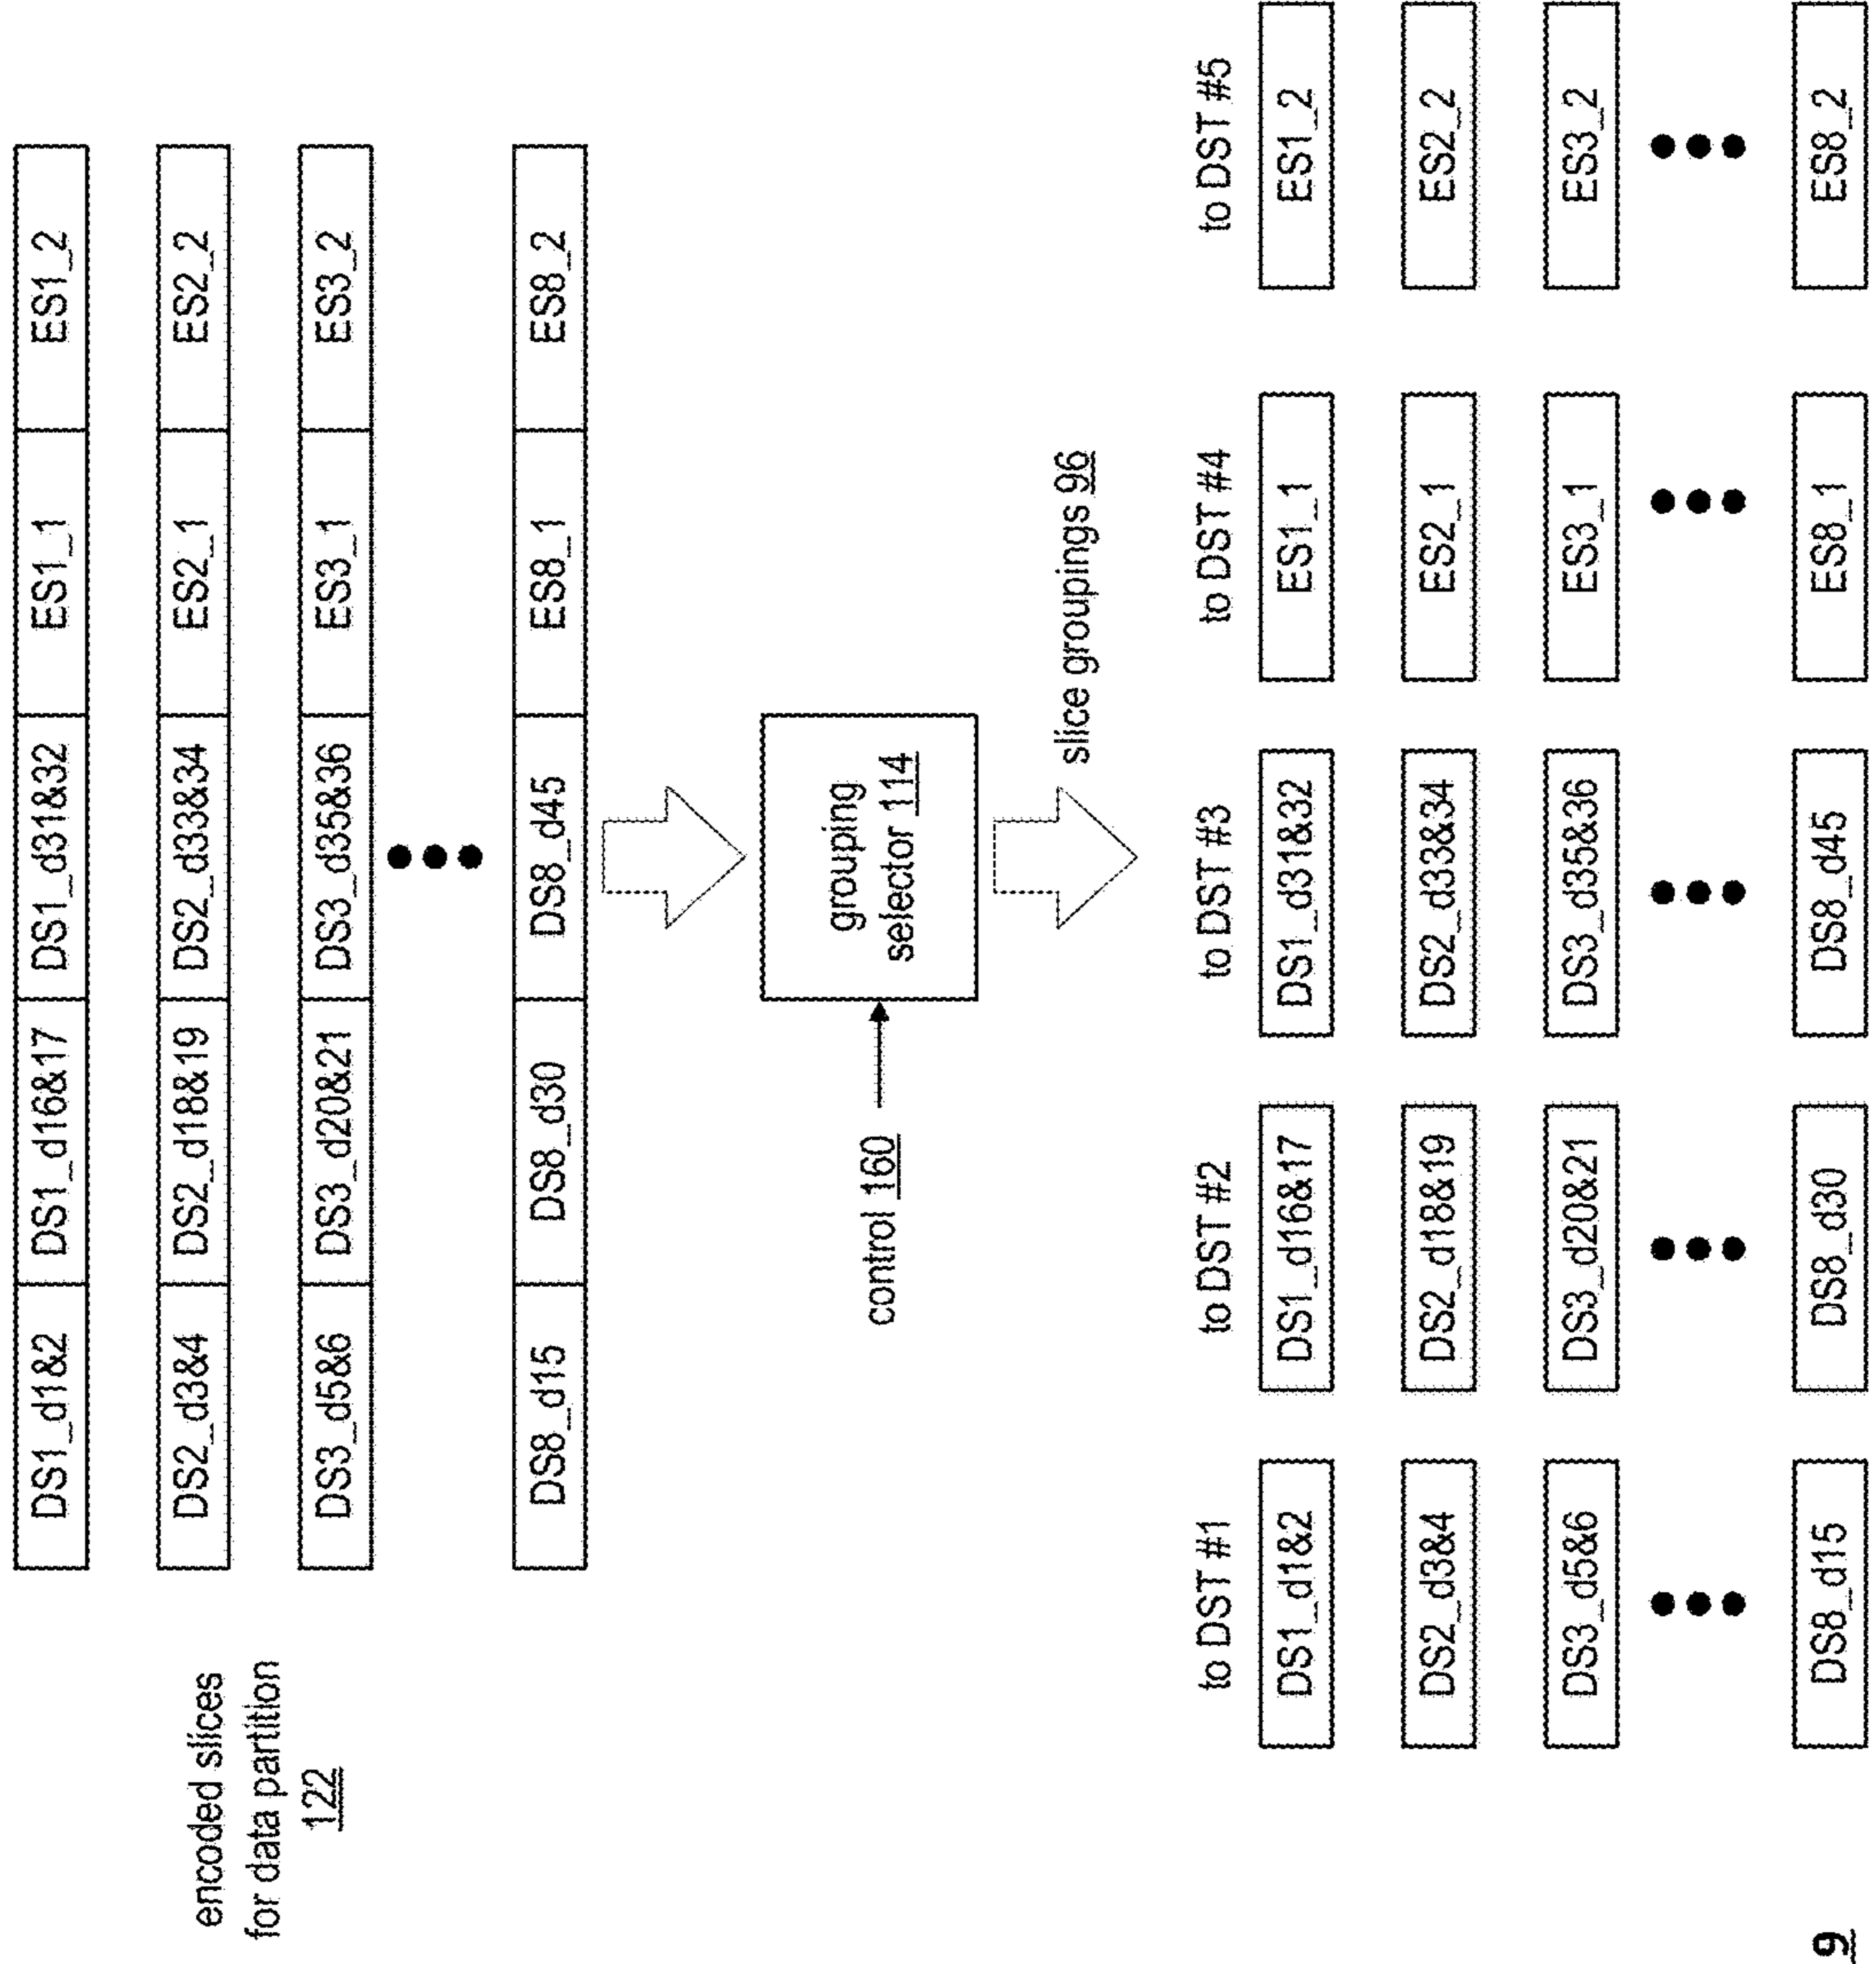 encoded slices
for data partition
122
DS1_d1&2 DS1_d16&17 DS1_d31&32 ES1_1 ES1_2
DS2_d3&4 DS2_d18&19 DS2_d33&34 ES2_1 ES2_2
DS3_d5&6 DS3_d20&21 DS3_d35&36 ES3_1 ES3_2
DS8_d15 DS8_d30 DS8_d45 ES8_1 ES8_2
control 160
grouping
selector 114
slice groupings 96
to DST #1 to DST #2 to DST #3 to DST #4 to DST #5
DS1_d1&2 DS1_d16&17 DS1_d31&32 ES1_1 ES1_2
DS2_d3&4 DS2_d18&19 DS2_d33&34 ES2_1 ES2_2
DS3_d5&6 DS3_d20&21 DS3_d35&36 ES3_1 ES3_2
DS8_d15 DS8_d30 DS8_d45 ES8_1 ES8_2
9